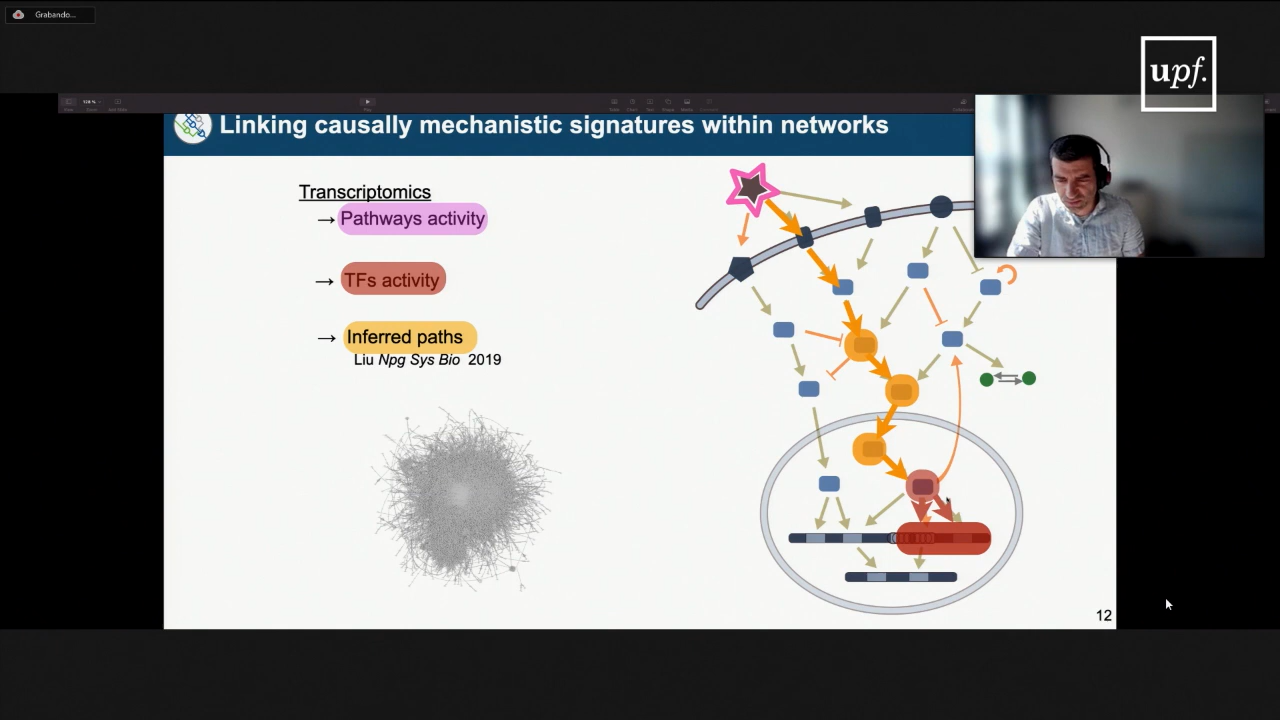 Grabando...
upf.
Linking causally mechanistic signatures within networks
Transcriptomics
→ Pathways activity
→ TFs activity
→ Inferred paths
Liu Npg Sys Bio 2019
12